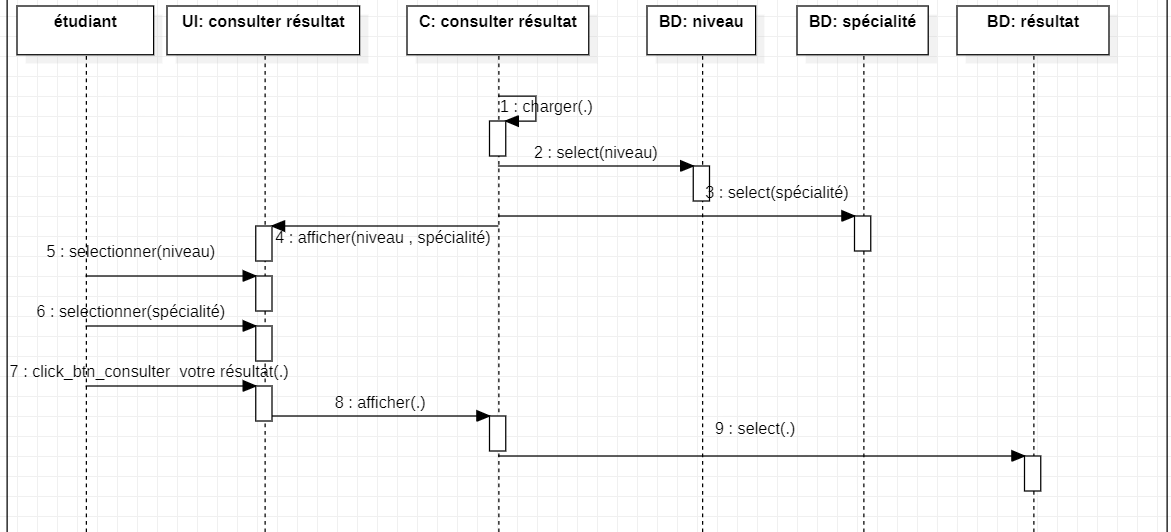 étudiant
UI: consulter résultat
C: consulter résultat
BD: niveau
BD: spécialité
BD: résultat
1 : charger(.)
2 : select(niveau)
3 : select(spécialité)
4 : afficher(niveau , spécialité)
5 : selectionner(niveau)
6 : selectionner(spécialité)
7 : click_btn_consulter  votre résultat(.)
8 : afficher(.)
9 : select(.)